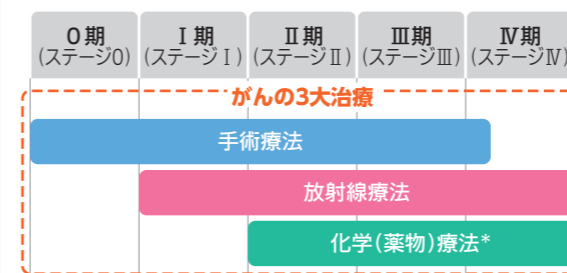 0期 Ⅰ期 Ⅱ期 Ⅲ期 Ⅳ期
(ステージ0) (ステージⅠ) (ステージⅡ) (ステージⅢ) (ステージⅣ)
がんの3大治療
手術療法
放射線療法
化学(薬物)療法*